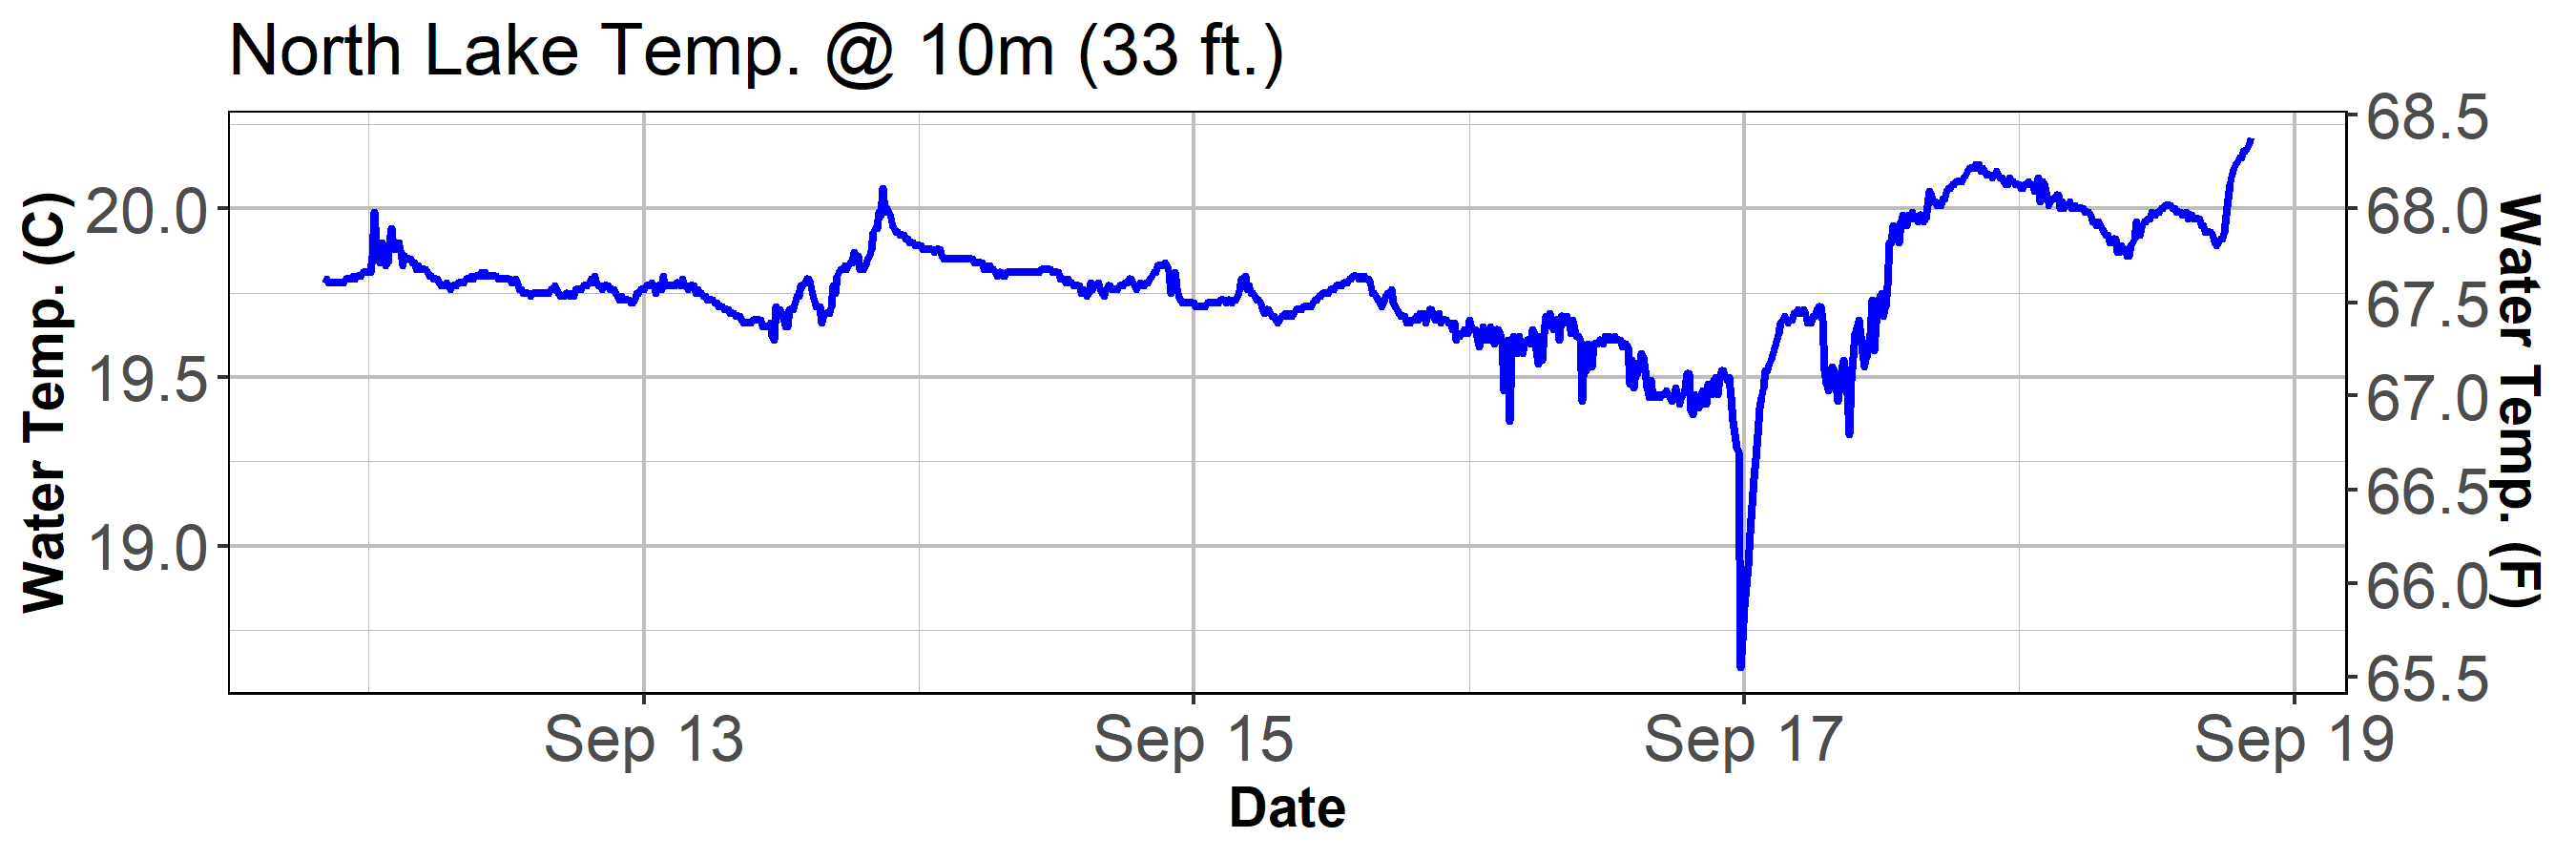 North Lake Temp. @ 10m (33 ft.)
Water Temp. (C)
20.0
19.5
19.0
68.5
68.0
67.5
67.0
66.5
66.0
65.5
Water Temp. (F)
Sep 13
Sep 15
Sep 17
Sep 19
Date